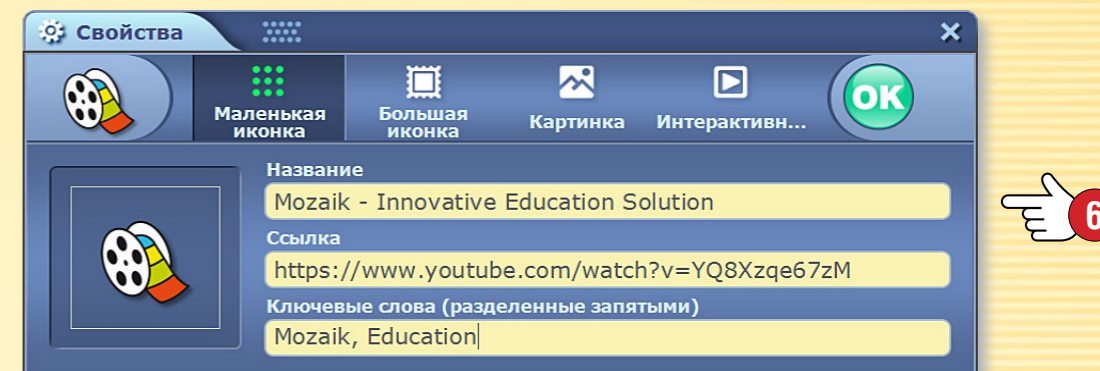 Свойства
Маленькая
иконка
Большая
иконка
Картинка
Интерактивн...
OK
Название
Mozaik - Innovative Education Solution
Ссылка
https://www.youtube.com/watch?v=YQ8Xzqe67zM
Ключевые слова (разделенные запятыми)
Mozaik, Education
6